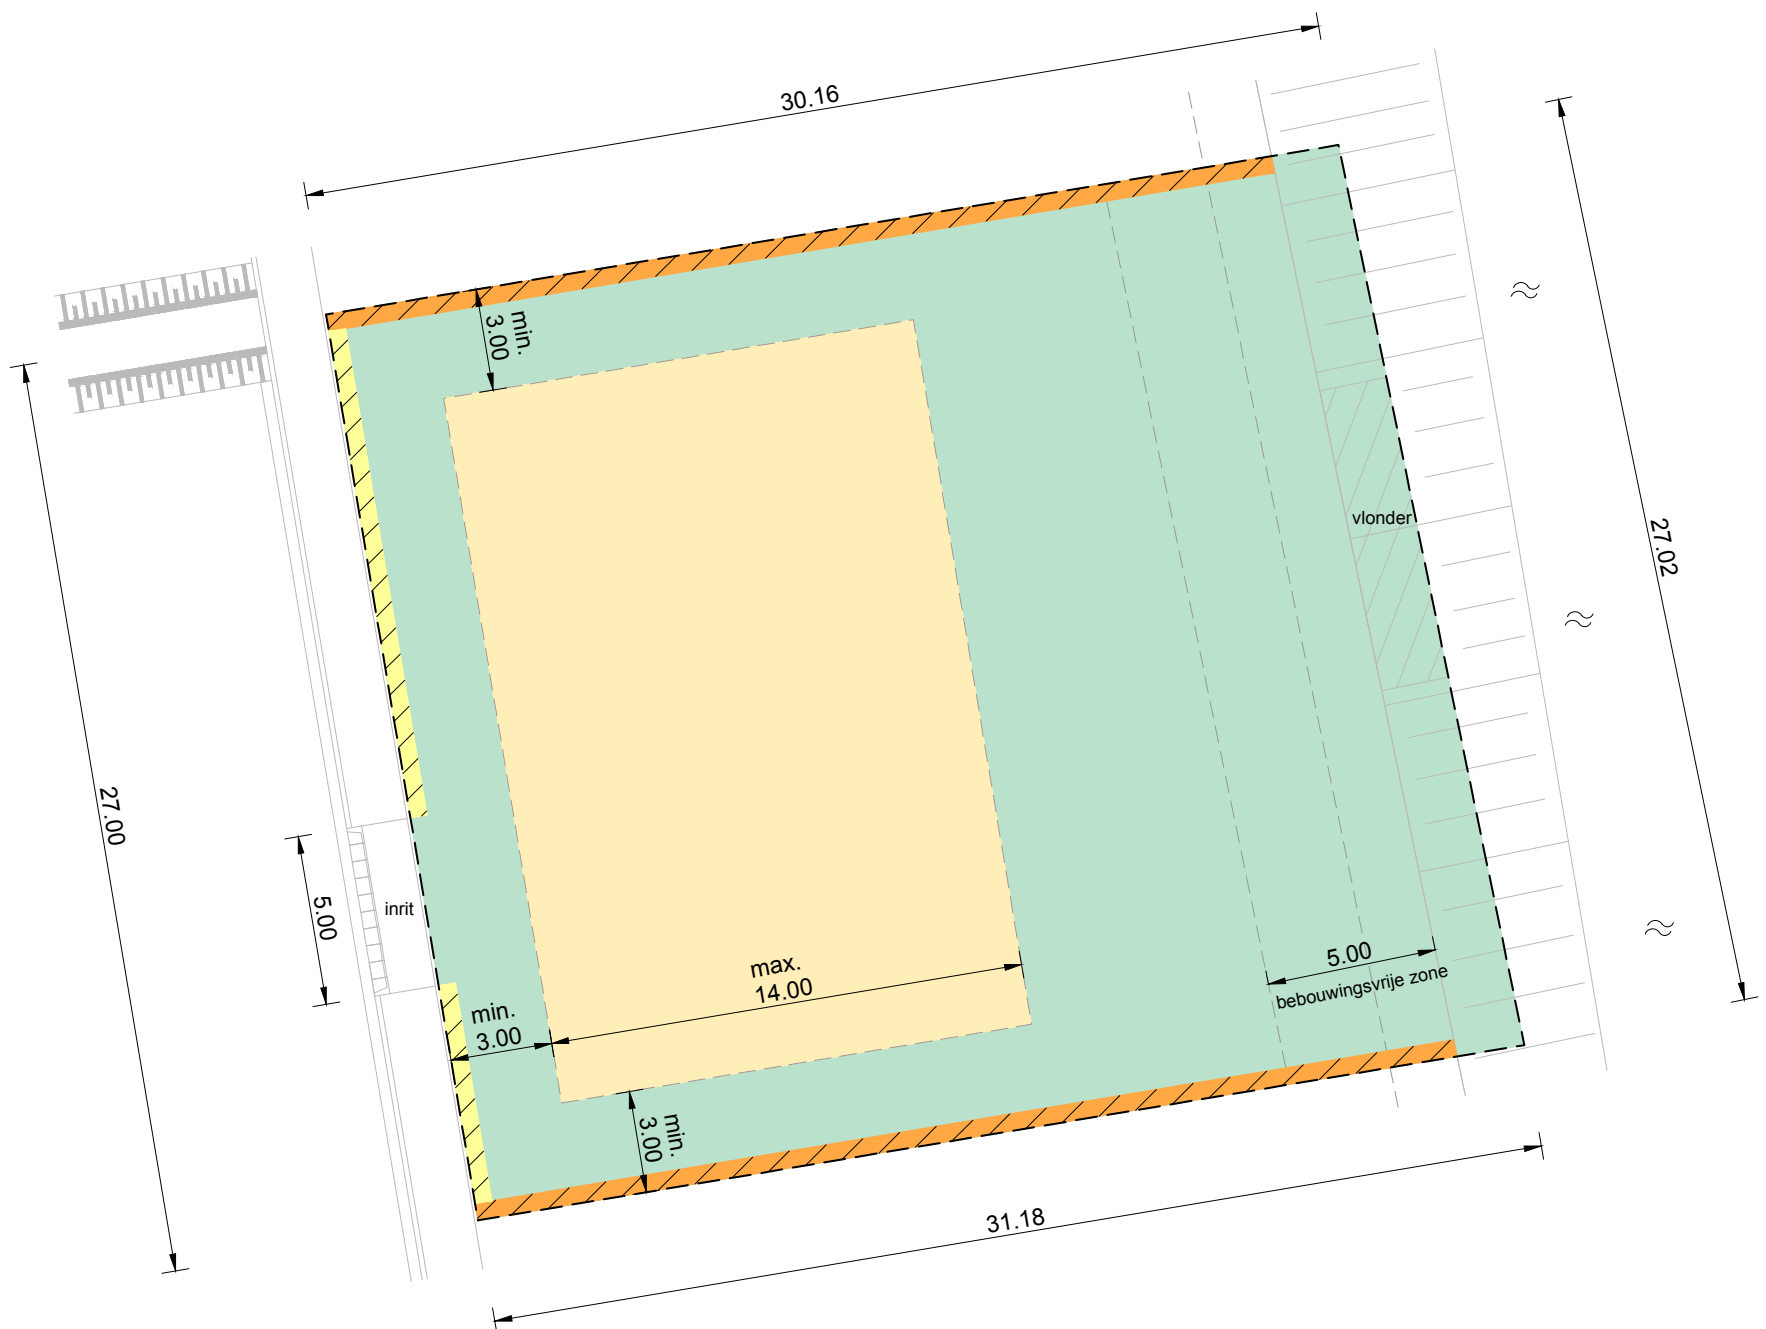 30.16
min.
3.00
27.00
27.02
vlonder
5.00
inrit
max.
14.00
min.
3.00
5.00
bebouwingsvrije zone
min.
3.00
31.18